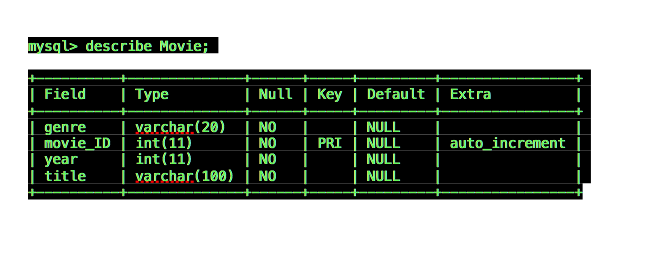 mysql> describe Movie;
+-----------+---------------+------+-----+---------+----------------+
| Field | Type | Null | Key | Default | Extra |
+-----------+---------------+------+-----+---------+----------------+
| genre | varchar(20) | NO | | NULL | |
| movie_ID | int(11) | NO | PRI | NULL | auto_increment |
| year | int(11) | NO | | NULL | |
| title | varchar(100) | NO | | NULL | |
+-----------+---------------+------+-----+---------+----------------+